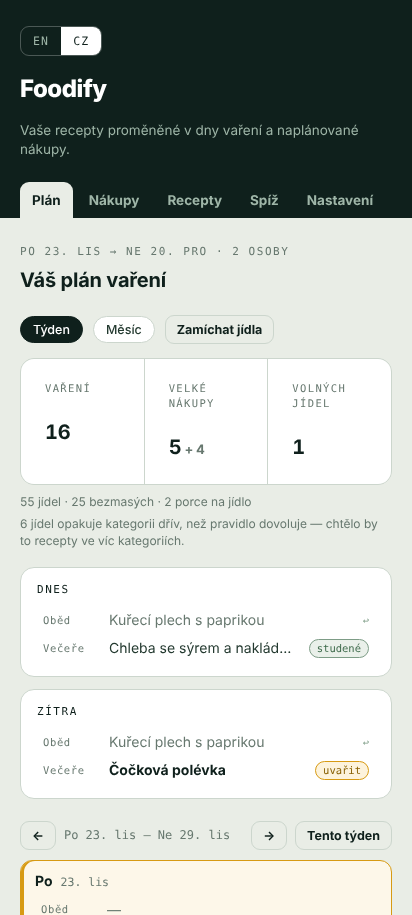 EN CZ
Foodify
Vaše recepty proměněné v dny vaření a naplánované
nákupy.
Plán Nákupy Recepty Spíž Nastavení
PO 23. LIS → NE 20. PRO · 2 OSOBY
Váš plán vaření
Týden Měsíc Zamíchat jídla
VAŘENÍ
16
VELKÉ
NÁKUPY
5 + 4
VOLNÝCH
JÍDEL
1
55 jídel · 25 bezmasých · 2 porce na jídlo
6 jídel opakuje kategorii dřív, než pravidlo dovoluje — chtělo by
to recepty ve víc kategoriích.
DNES
Oběd Kuřecí plech s paprikou ↩
Večeře Chleba se sýrem a naklád... studené
ZÍTRA
Oběd Kuřecí plech s paprikou ↩
Večeře Čočková polévka uvařit
← Po 23. lis — Ne 29. lis → Tento týden
Po 23. lis
Oběd —